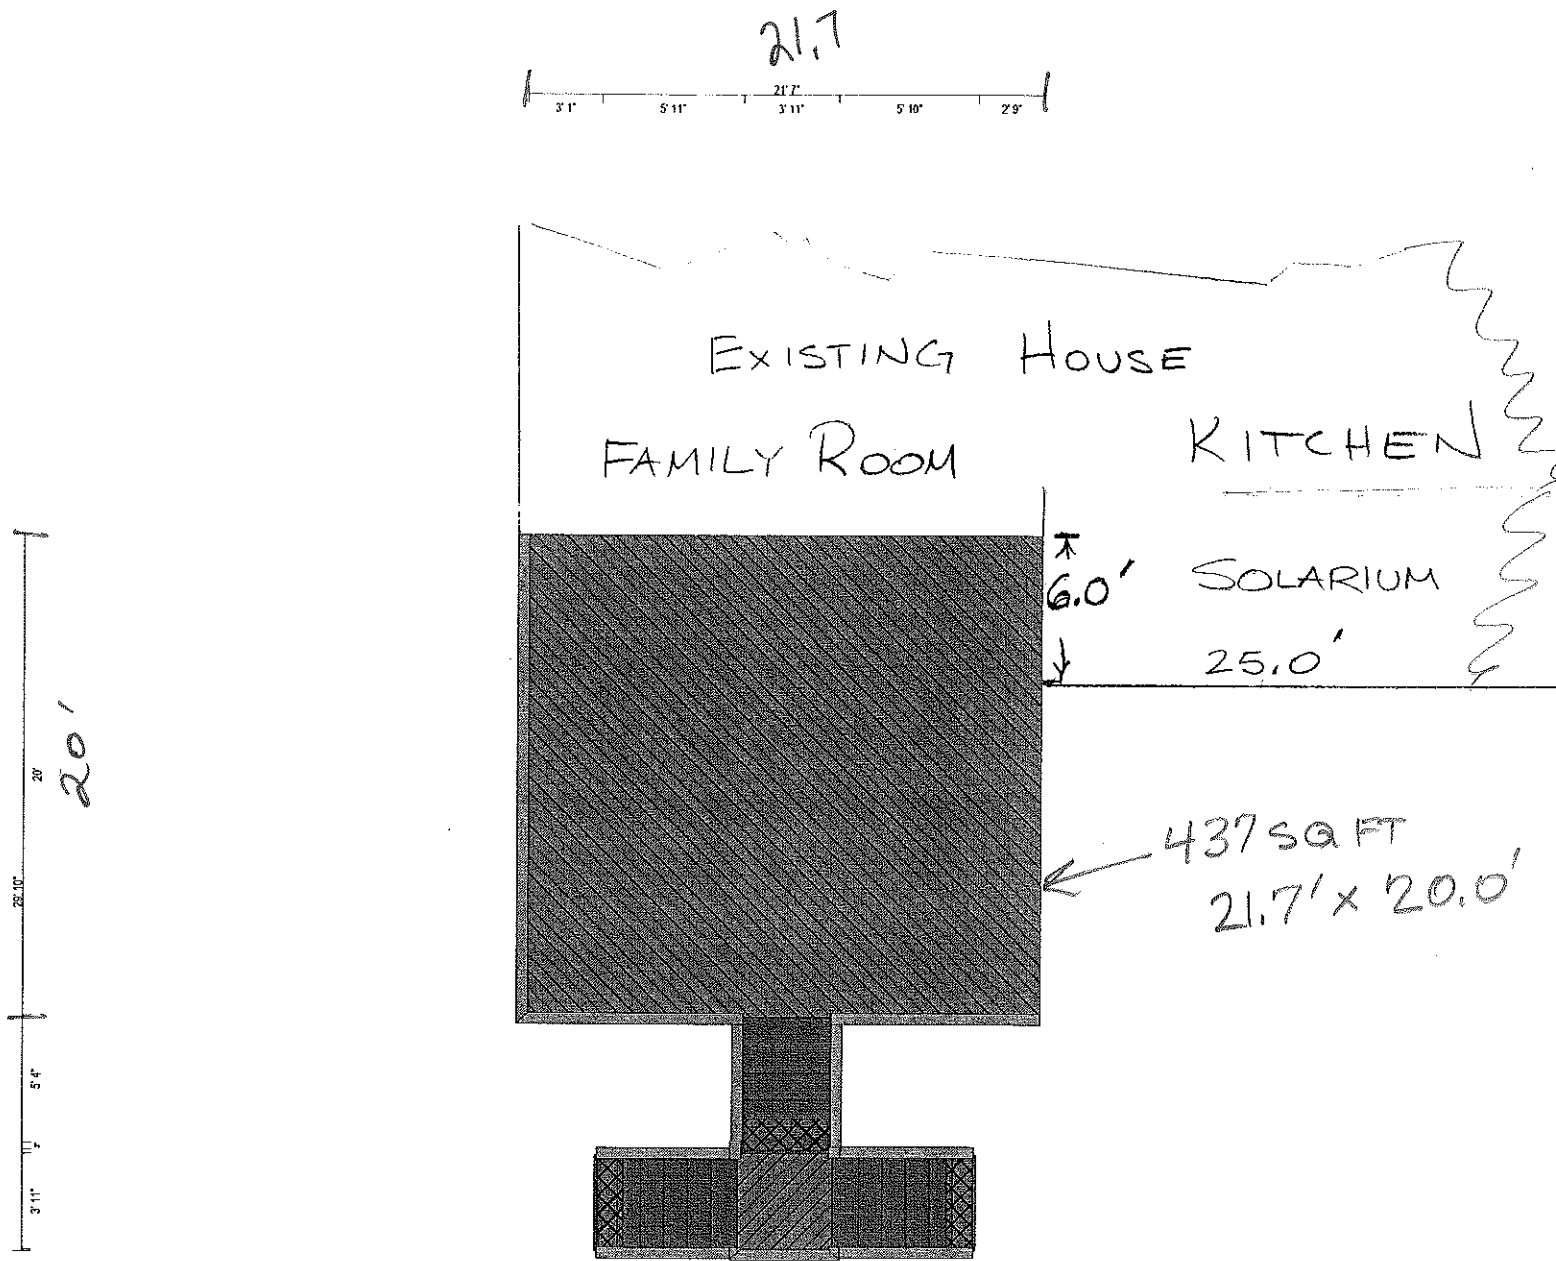 21.7
21' 7"
3' 1" 5' 11" 3' 11" 5' 10" 2' 9"
EXISTING HOUSE
FAMILY ROOM
KITCHEN
6.0'
SOLARIUM
25.0'
20'
20'
29' 10"
437 SQ FT
21.7' x 20.0'
5' 4"
3' 11"